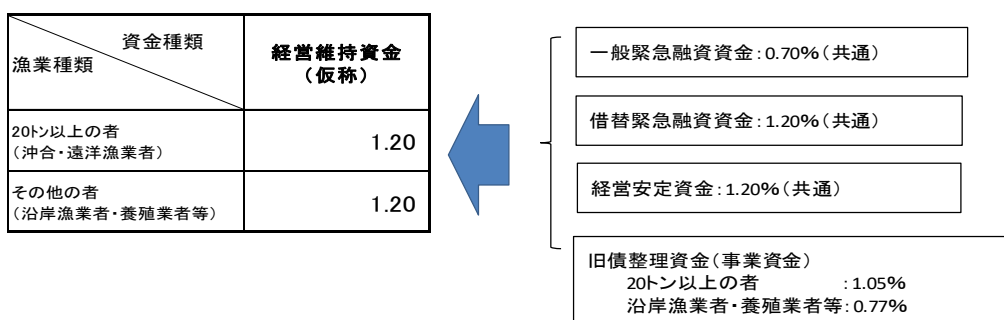 資金種類
漁業種類
経営維持資金
(仮称)
20トン以上の者
(沖合・遠洋漁業者)
1.20
その他の者
(沿岸漁業者・養殖業者等)
1.20
一般緊急融資資金:0.70%(共通)
借替緊急融資資金:1.20%(共通)
経営安定資金:1.20%(共通)
旧債整理資金(事業資金)
20トン以上の者 :1.05%
沿岸漁業者・養殖業者等:0.77%